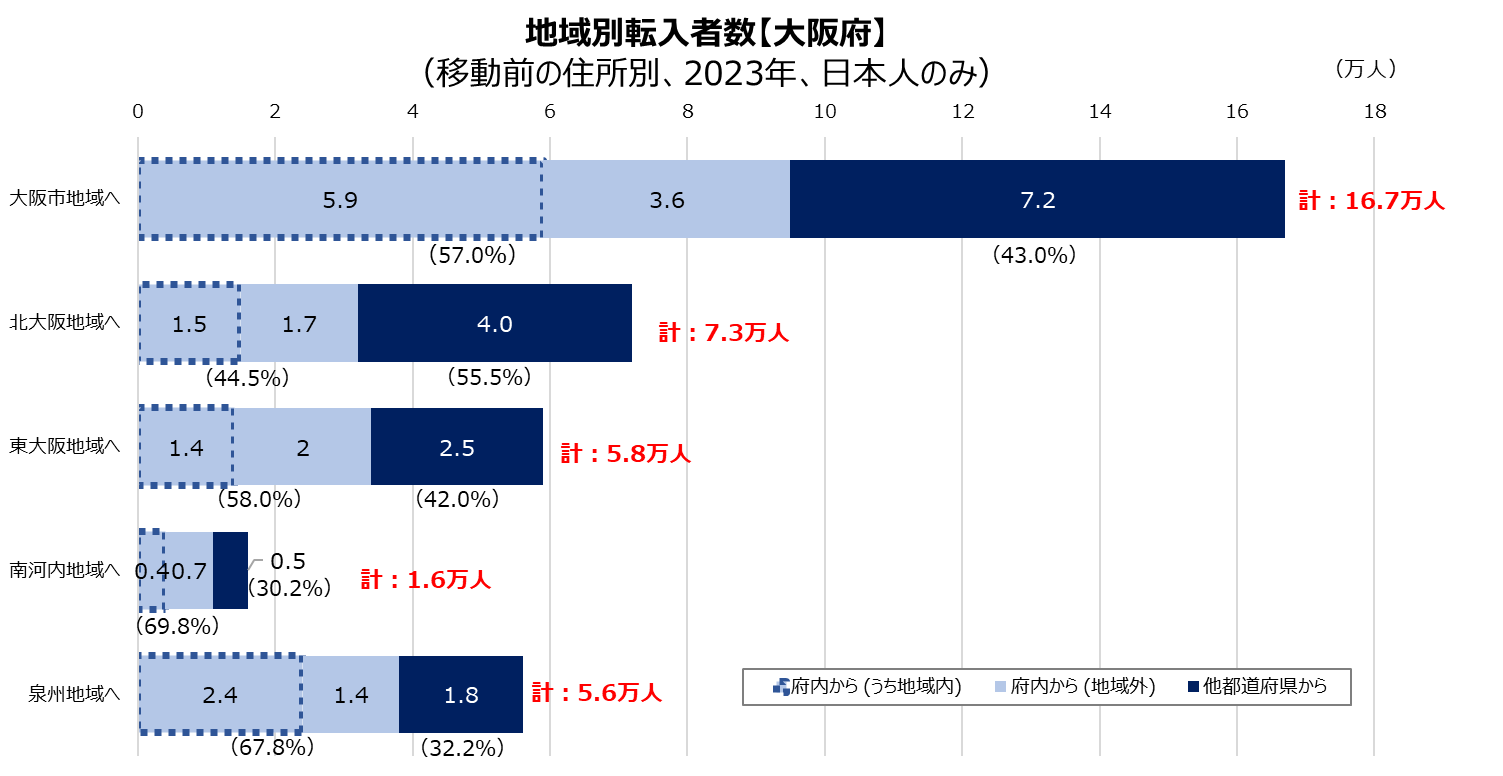 地域別転入者数【大阪府】
（移動前の住所別、2023年、日本人のみ）
（万人）
0 2 4 6 8 10 12 14 16 18
大阪市地域へ 5.9 3.6 7.2 計：16.7万人
（57.0%） （43.0%）
北大阪地域へ 1.5 1.7 4.0 計：7.3万人
（44.5%） （55.5%）
東大阪地域へ 1.4 2 2.5 計：5.8万人
（58.0%） （42.0%）
南河内地域へ 0.4 0.7 0.5 計：1.6万人
（30.2%）
（69.8%）
泉州地域へ 2.4 1.4 1.8 計：5.6万人
（67.8%） （32.2%）
府内から (うち地域内) 府内から (地域外) 他都道府県から